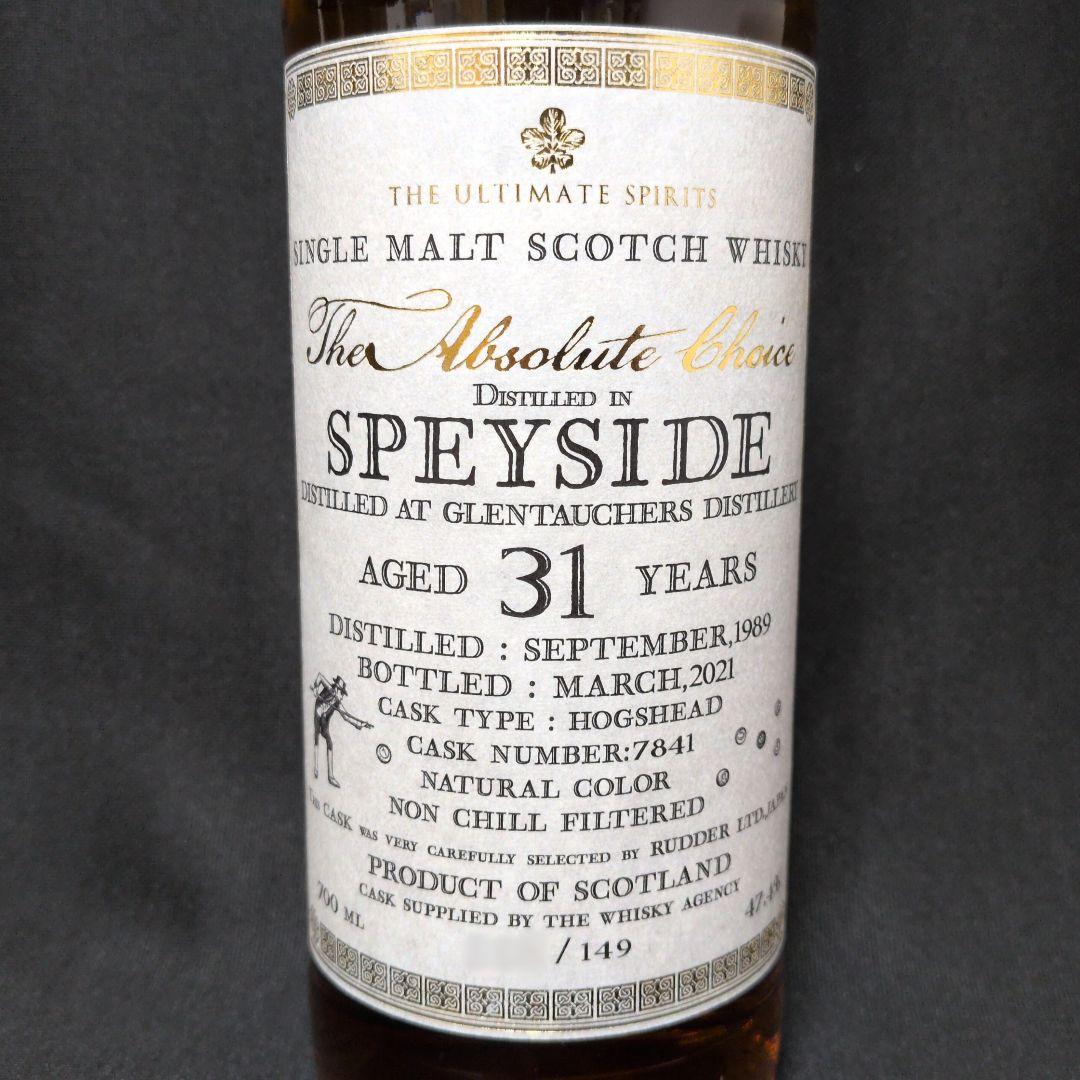 THE ULTIMATE SPIRITS
SINGLE MALT SCOTCH WHISKY
The Absolute Choice
DISTILLED IN
SPEYSIDE
DISTILLED AT GLENTAUCHERS DISTILLERY
AGED 31 YEARS
DISTILLED : SEPTEMBER,1989
BOTTLED : MARCH,2021
CASK TYPE : HOGSHEAD
CASK NUMBER:7841
NATURAL COLOR
NON CHILL FILTERED
THIS CASK WAS VERY CAREFULLY SELECTED BY RUDDER LTD.,JAPAN
PRODUCT OF SCOTLAND
CASK SUPPLIED BY THE WHISKY AGENCY
700 ML
47.4%
/149